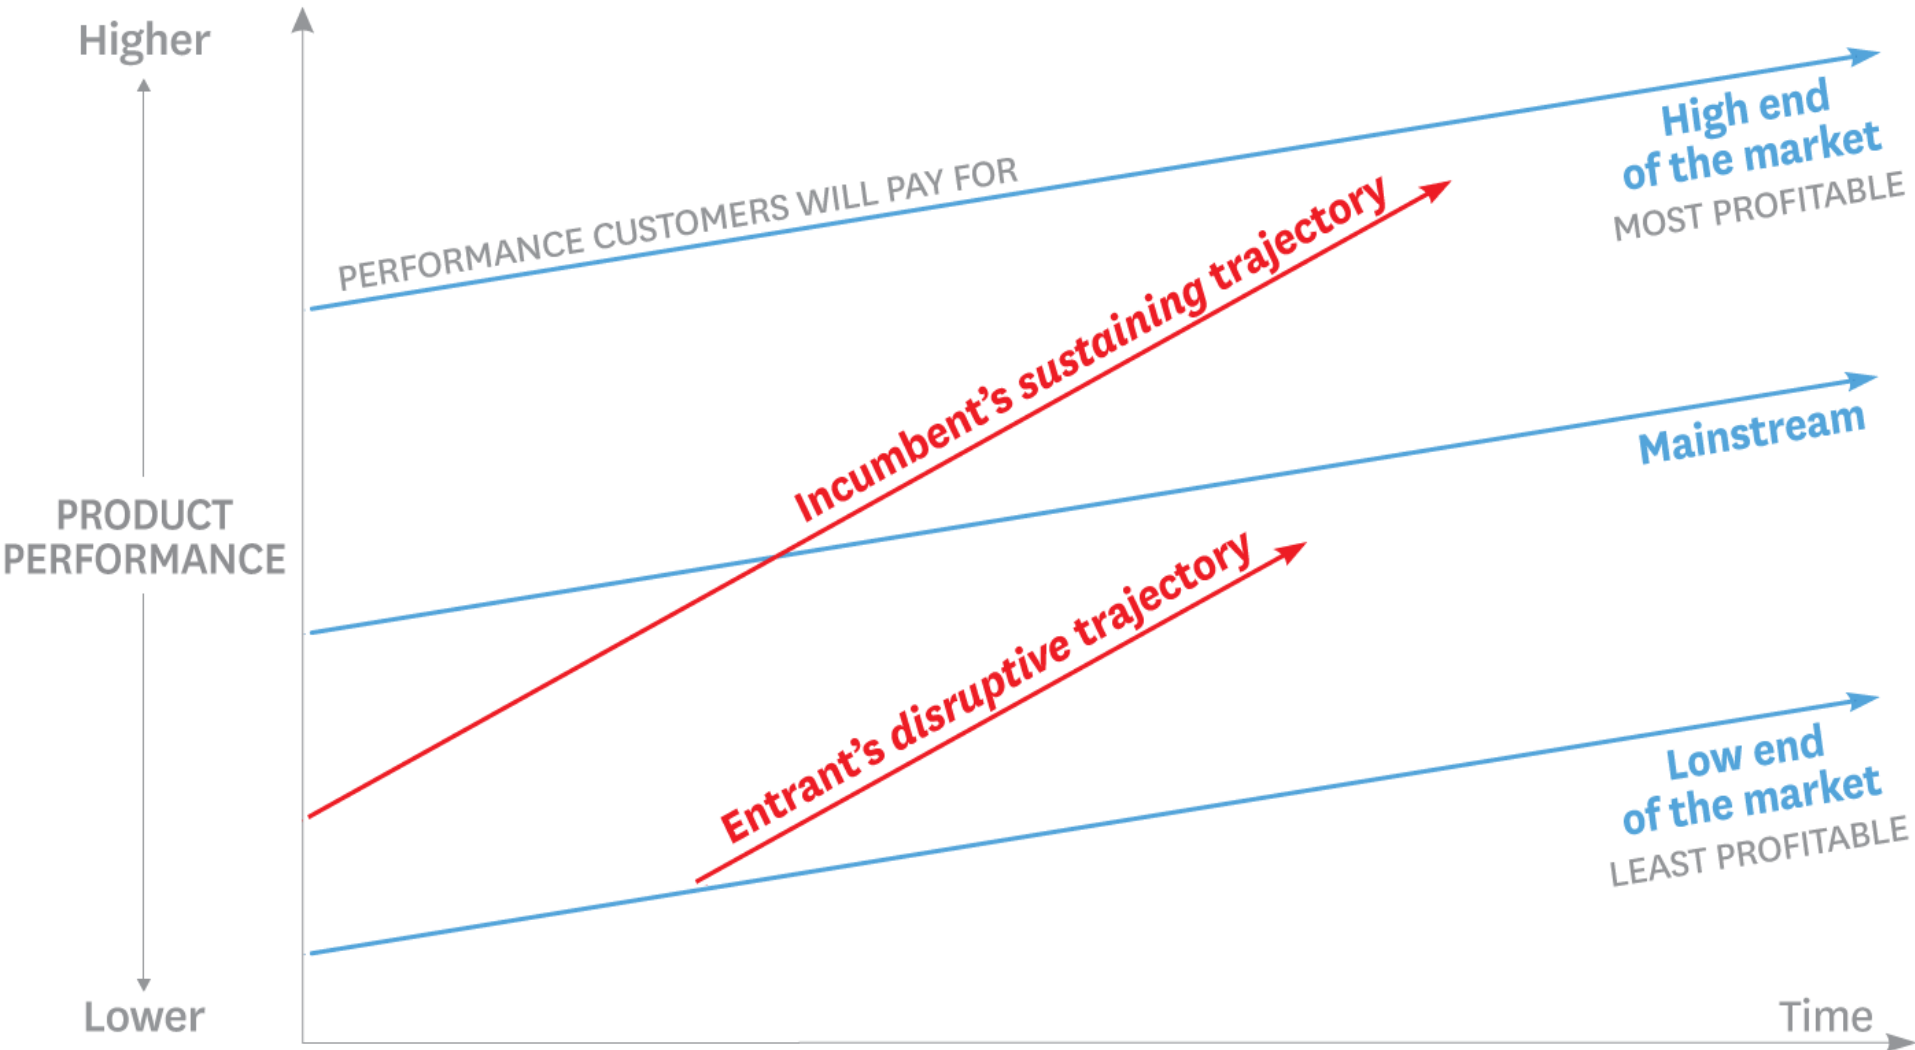 Higher
PRODUCT
PERFORMANCE
Lower
PERFORMANCE CUSTOMERS WILL PAY FOR
Incumbent’s sustaining trajectory
Entrant’s disruptive trajectory
High end
of the market
MOST PROFITABLE
Mainstream
Low end
of the market
LEAST PROFITABLE
Time